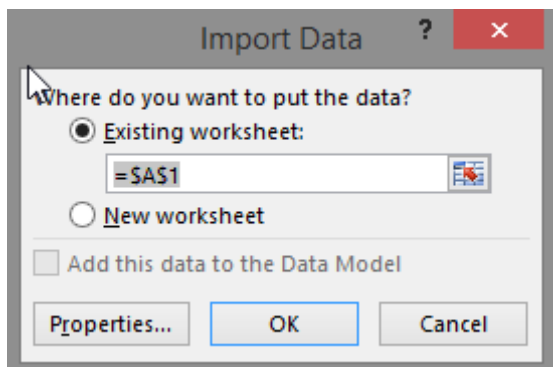 Import Data ?
Where do you want to put the data?
Existing worksheet:
=$A$1
New worksheet
Add this data to the Data Model
Properties... OK Cancel